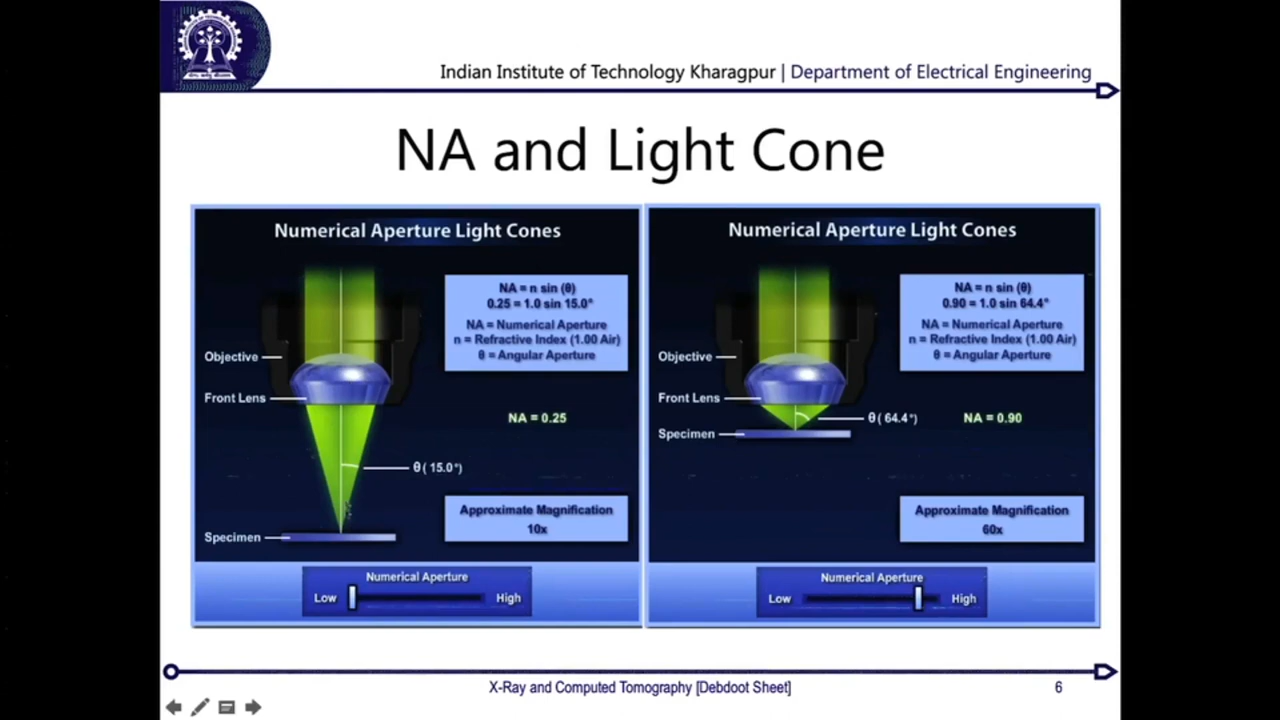 Indian Institute of Technology Kharagpur | Department of Electrical Engineering
NA and Light Cone
Numerical Aperture Light Cones
NA = n sin (θ)
0.25 = 1.0 sin 15.0°
NA = Numerical Aperture
n = Refractive Index (1.00 Air)
θ = Angular Aperture
Objective
Front Lens
NA = 0.25
θ ( 15.0°)
Approximate Magnification
10x
Specimen
Numerical Aperture
Low
High
Numerical Aperture Light Cones
NA = n sin (θ)
0.90 = 1.0 sin 64.4°
NA = Numerical Aperture
n = Refractive Index (1.00 Air)
θ = Angular Aperture
Objective
Front Lens
θ ( 64.4°)
NA = 0.90
Specimen
Approximate Magnification
60x
Numerical Aperture
Low
High
X-Ray and Computed Tomography [Debdoot Sheet]
6